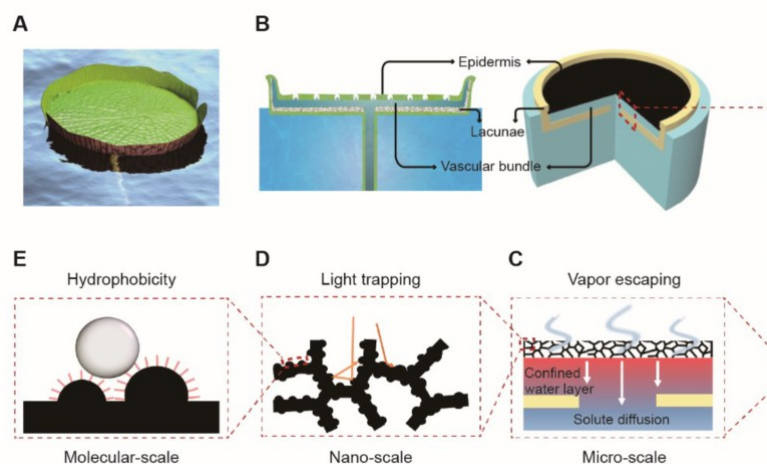 A
B
Epidermis
Lacunae
Vascular bundle
E
D
C
Hydrophobicity
Light trapping
Vapor escaping
Confined
water layer
Solute diffusion
Molecular-scale
Nano-scale
Micro-scale